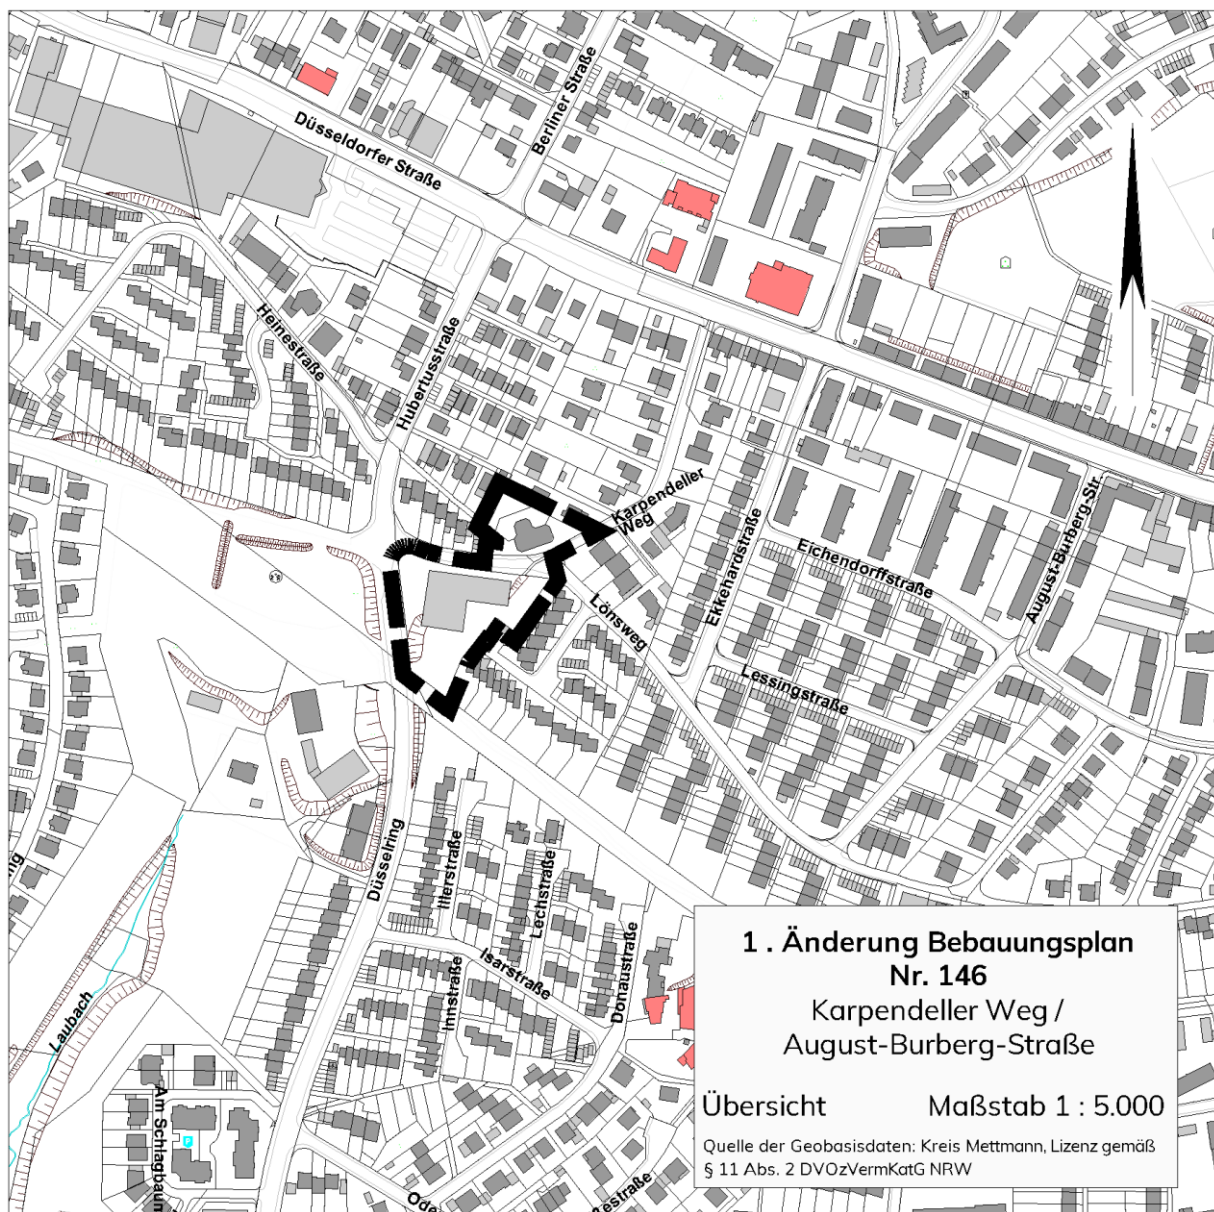 Düsseldorfer Straße
Berliner Straße
Heinestraße
Hubertusstraße
Karpendeller
Weg
Ekkehardstraße
Eichendorffstraße
August-Burberg-Str.
Lönsweg
Lessingstraße
Düsselring
Illerstraße
Lechstraße
Isarstraße
Innstraße
Donaustraße
Laubach
Am Schlagbaum
1 . Änderung Bebauungsplan
Nr. 146
Karpendeller Weg /
August-Burberg-Straße
Übersicht Maßstab 1 : 5.000
Quelle der Geobasisdaten: Kreis Mettmann, Lizenz gemäß
§ 11 Abs. 2 DVOzVermKatG NRW